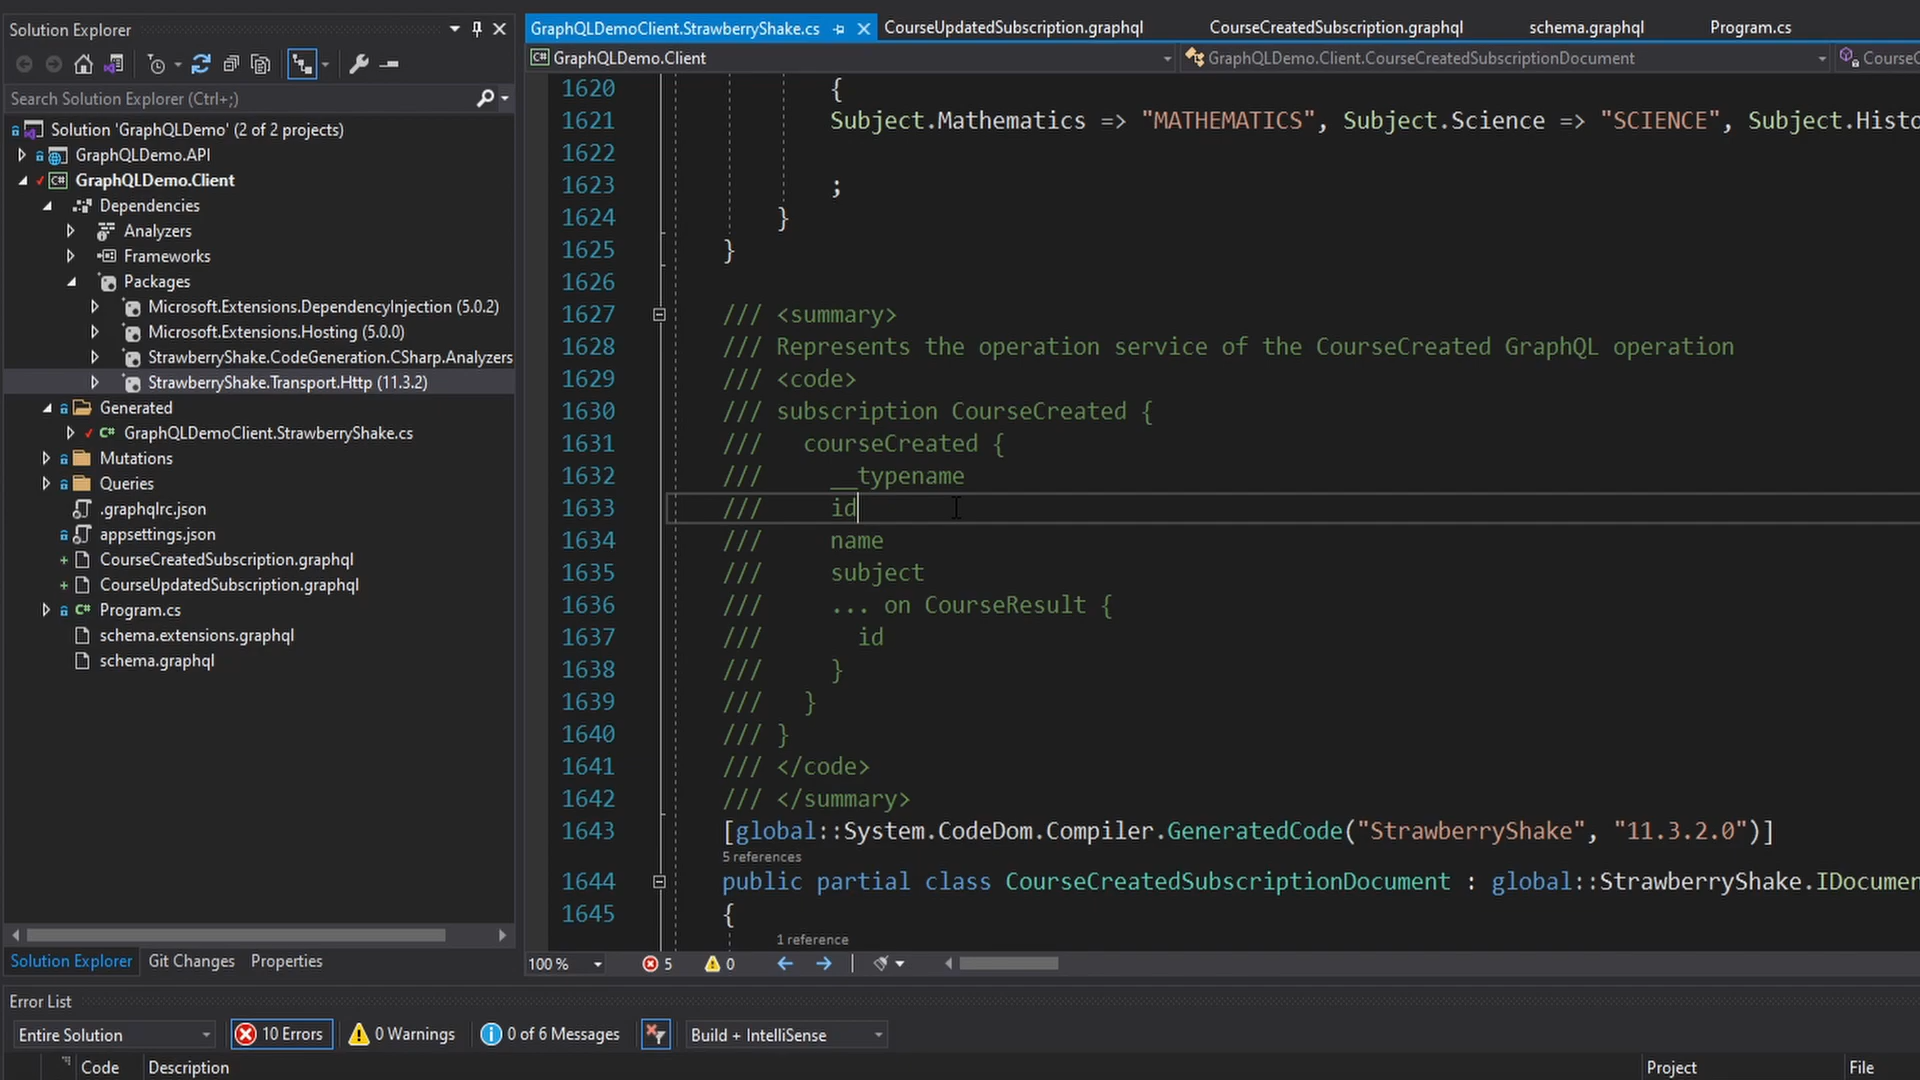 Solution Explorer
Search Solution Explorer (Ctrl+;)
Solution 'GraphQLDemo' (2 of 2 projects)
GraphQLDemo.API
GraphQLDemo.Client
Dependencies
Analyzers
Frameworks
Packages
Microsoft.Extensions.DependencyInjection (5.0.2)
Microsoft.Extensions.Hosting (5.0.0)
StrawberryShake.CodeGeneration.CSharp.Analyzers
StrawberryShake.Transport.Http (11.3.2)
Generated
GraphQLDemoClient.StrawberryShake.cs
Mutations
Queries
.graphqlrc.json
appsettings.json
CourseCreatedSubscription.graphql
CourseUpdatedSubscription.graphql
Program.cs
schema.extensions.graphql
schema.graphql
Solution Explorer Git Changes Properties
GraphQLDemoClient.StrawberryShake.cs CourseUpdatedSubscription.graphql CourseCreatedSubscription.graphql schema.graphql Program.cs
GraphQLDemo.Client GraphQLDemo.Client.CourseCreatedSubscriptionDocument CourseC
1620 {
1621 Subject.Mathematics => "MATHEMATICS", Subject.Science => "SCIENCE", Subject.Histo
1622
1623 ;
1624 }
1625 }
1626
1627 /// <summary>
1628 /// Represents the operation service of the CourseCreated GraphQL operation
1629 /// <code>
1630 /// subscription CourseCreated {
1631 /// courseCreated {
1632 /// __typename
1633 /// id
1634 /// name
1635 /// subject
1636 /// ... on CourseResult {
1637 /// id
1638 /// }
1639 /// }
1640 /// }
1641 /// </code>
1642 /// </summary>
1643 [global::System.CodeDom.Compiler.GeneratedCode("StrawberryShake", "11.3.2.0")]
5 references
1644 public partial class CourseCreatedSubscriptionDocument : global::StrawberryShake.IDocumen
1645 {
1 reference
100 % 5 0
Error List
Entire Solution 10 Errors 0 Warnings 0 of 6 Messages Build + IntelliSense
Code Description Project File